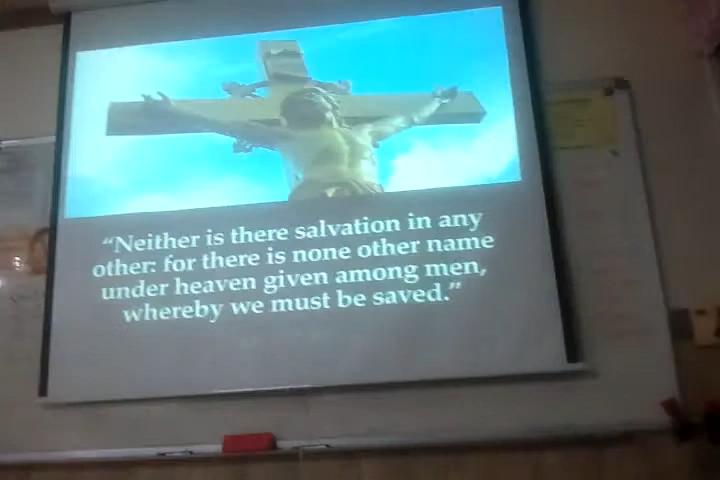 “Neither is there salvation in any
other: for there is none other name
under heaven given among men,
whereby we must be saved.”